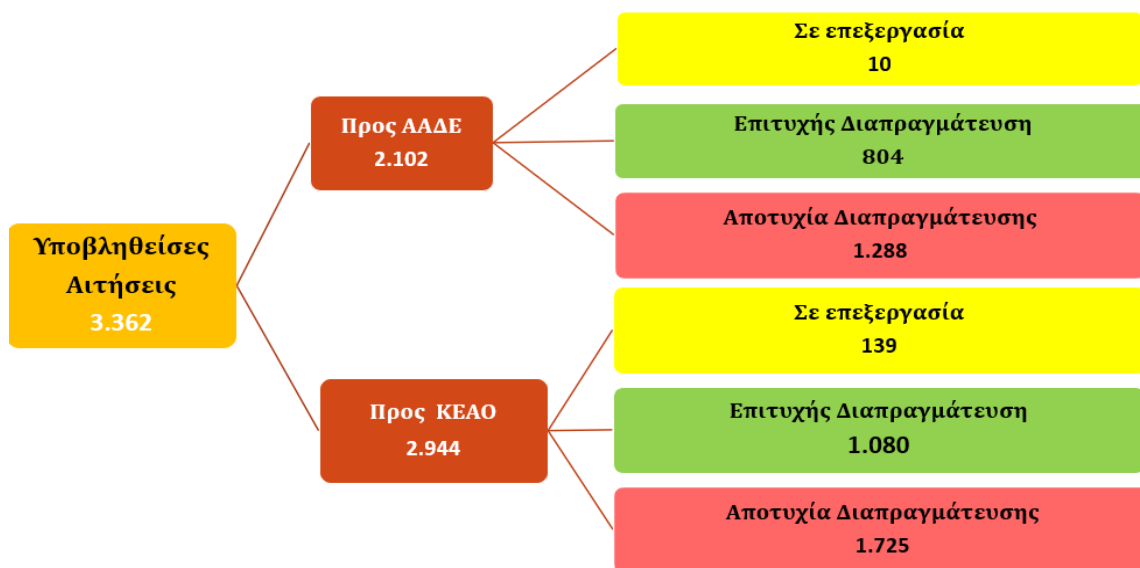 Υποβληθείσες
Αιτήσεις
3.362
Προς ΑΑΔΕ
2.102
Σε επεξεργασία
10
Επιτυχής Διαπραγμάτευση
804
Αποτυχία Διαπραγμάτευσης
1.288
Προς ΚΕΑΟ
2.944
Σε επεξεργασία
139
Επιτυχής Διαπραγμάτευση
1.080
Αποτυχία Διαπραγμάτευσης
1.725